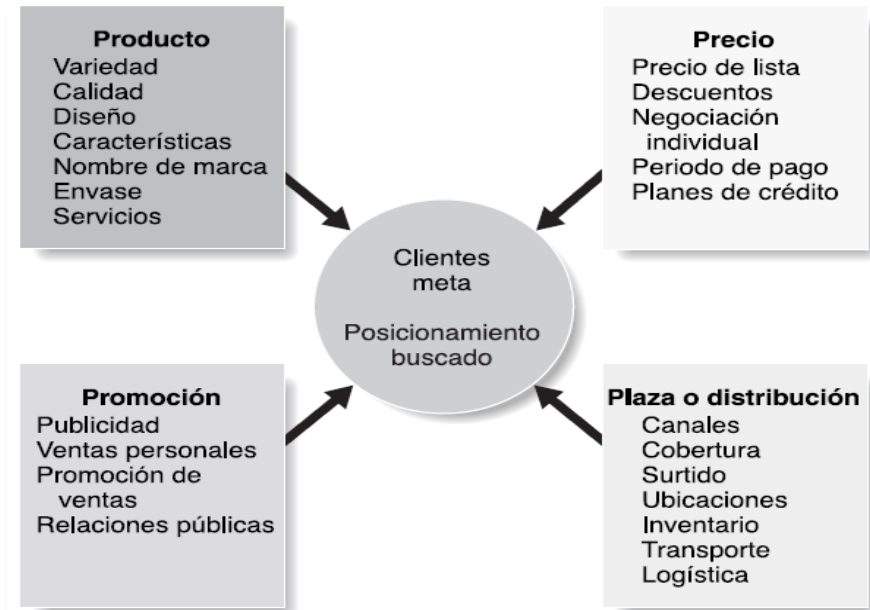 Producto
Variedad
Calidad
Diseño
Características
Nombre de marca
Envase
Servicios
Precio
Precio de lista
Descuentos
Negociación
individual
Periodo de pago
Planes de crédito
Clientes
meta
Posicionamiento
buscado
Promoción
Publicidad
Ventas personales
Promoción de
ventas
Relaciones públicas
Plaza o distribución
Canales
Cobertura
Surtido
Ubicaciones
Inventario
Transporte
Logística